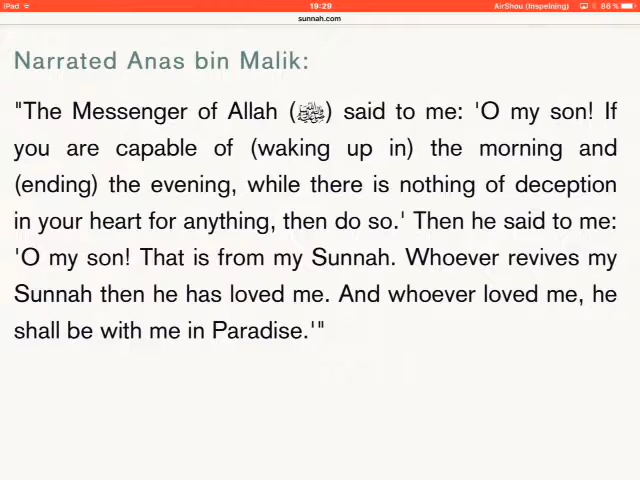 iPad 19:29 AirShou (Inspelning) 86 %
sunnah.com
Narrated Anas bin Malik:
"The Messenger of Allah (ﷺ) said to me: 'O my son! If
you are capable of (waking up in) the morning and
(ending) the evening, while there is nothing of deception
in your heart for anything, then do so.' Then he said to me:
'O my son! That is from my Sunnah. Whoever revives my
Sunnah then he has loved me. And whoever loved me, he
shall be with me in Paradise.'"